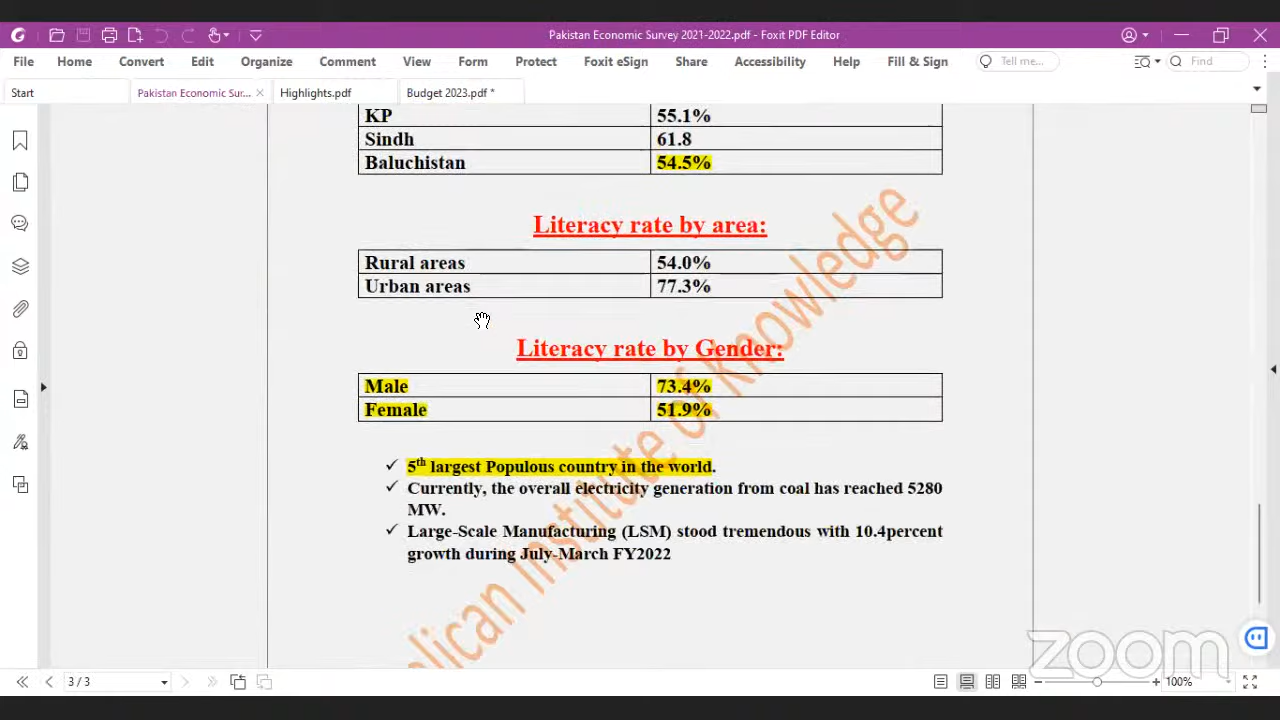 Pakistan Economic Survey 2021-2022.pdf - Foxit PDF Editor
File Home Convert Edit Organize Comment View Form Protect Foxit eSign Share Accessibility Help Fill & Sign Tell me... Find
Start Pakistan Economic Sur... Highlights.pdf Budget 2023.pdf *
KP 55.1%
Sindh 61.8
Baluchistan 54.5%
Literacy rate by area:
Rural areas 54.0%
Urban areas 77.3%
Literacy rate by Gender:
Male 73.4%
Female 51.9%
✓ 5th largest Populous country in the world.
✓ Currently, the overall electricity generation from coal has reached 5280
MW.
✓ Large-Scale Manufacturing (LSM) stood tremendous with 10.4percent
growth during July-March FY2022
lican Institute of Knowledge
zoom
3 / 3 100%